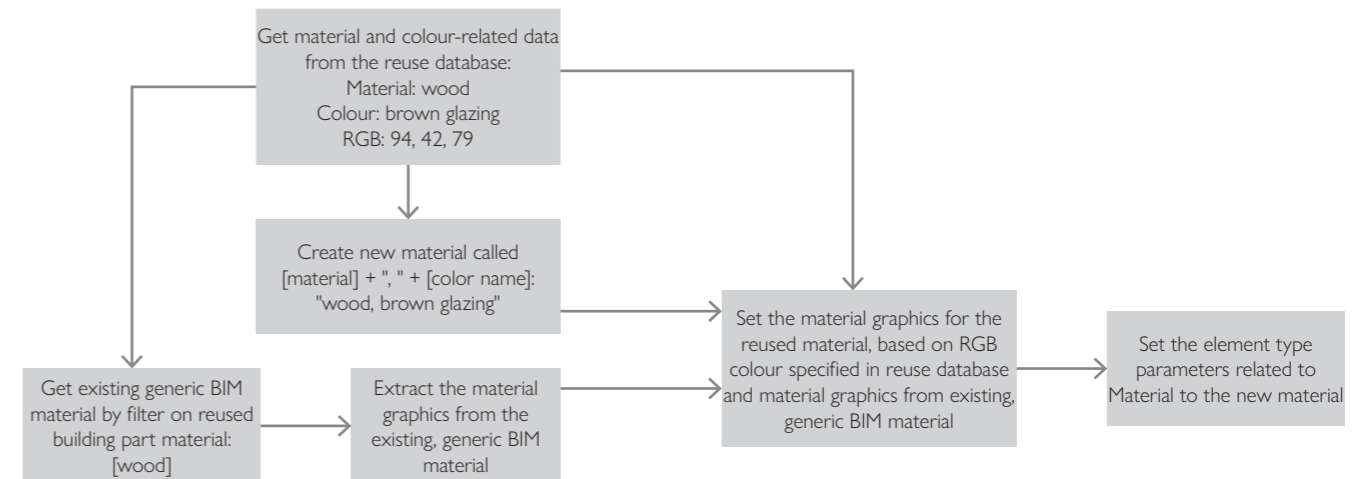 Get material and colour-related data
from the reuse database:
Material: wood
Colour: brown glazing
RGB: 94, 42, 79
Create new material called
[material] + ", " + [color name]:
"wood, brown glazing"
Get existing generic BIM
material by filter on reused
building part material:
[wood]
Extract the material
graphics from the
existing, generic BIM
material
Set the material graphics for the
reused material, based on RGB
colour specified in reuse database
and material graphics from existing,
generic BIM material
Set the element type
parameters related to
Material to the new material